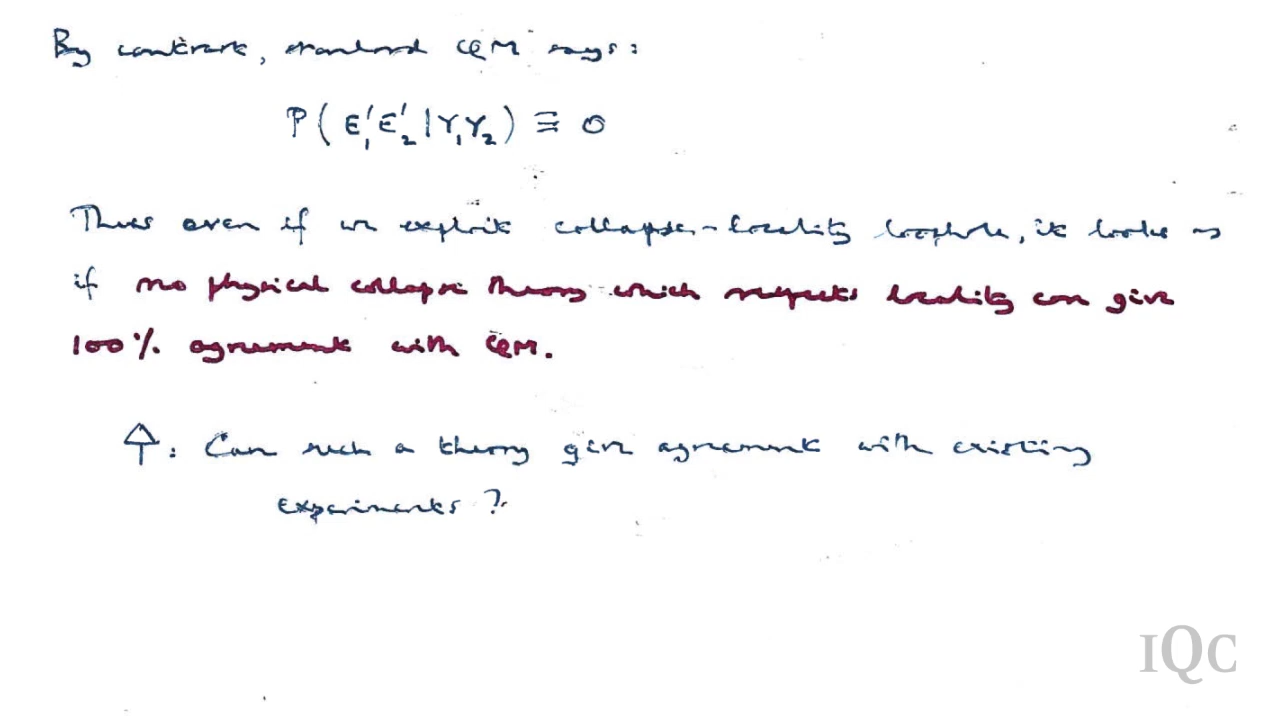 By contrast, standard QM says:
P(E₁'E₂'|Y₁Y₂) ≡ 0
Thus even if we exploit collapse-locality loophole, it looks as
if no physical collapse theory which respects locality can give
100% agreement with QM.
: Can such a theory give agreement with existing
experiments?
IQC